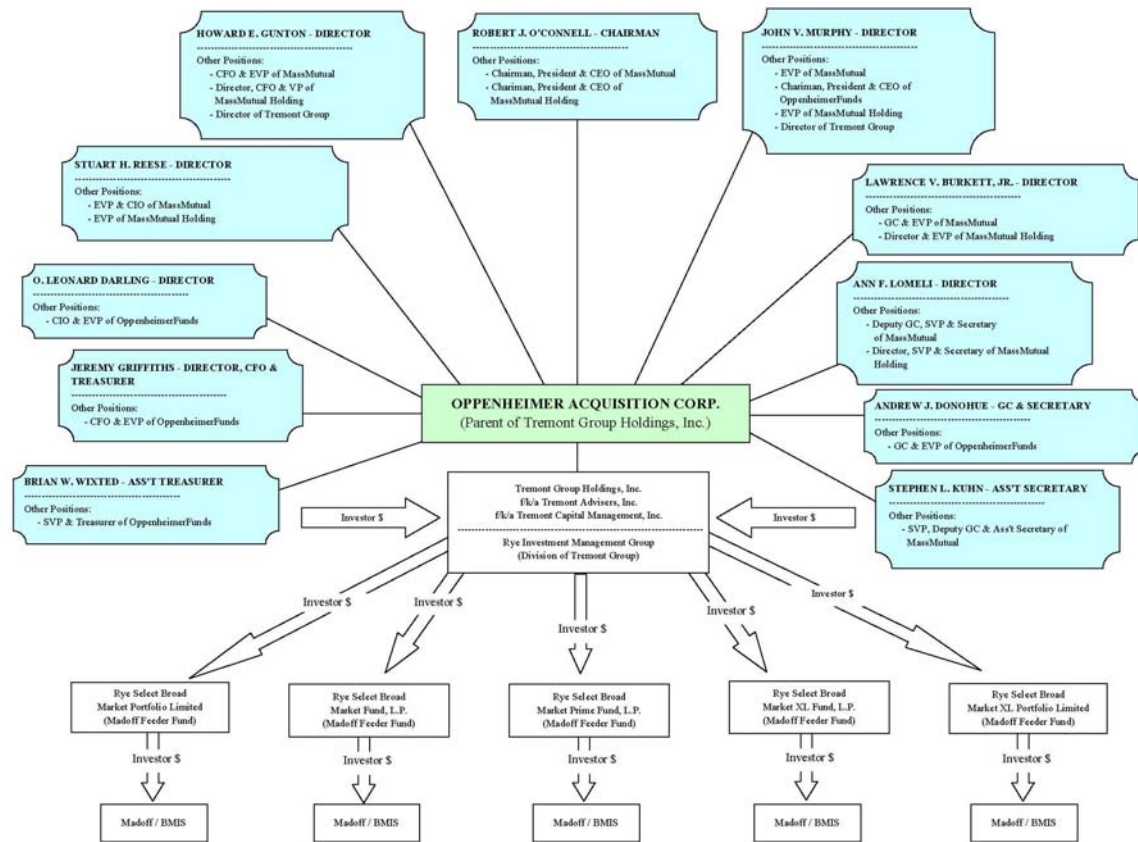 HOWARD E. GUNTON - DIRECTOR
Other Positions:
- CFO & EVP of MassMutual
- Director, CFO & VP of
MassMutual Holding
- Director of Tremont Group
ROBERT J. O'CONNELL - CHAIRMAN
Other Positions:
- Chairman, President & CEO of MassMutual
- Chariman, President & CEO of
MassMutual Holding
JOHN V. MURPHY - DIRECTOR
Other Positions:
- EVP of MassMutual
- Chariman, President & CEO of
OppenheimerFunds
- EVP of MassMutual Holding
- Director of Tremont Group
STUART H. REESE - DIRECTOR
Other Positions:
- EVP & CIO of MassMutual
- EVP of MassMutual Holding
LAWRENCE V. BURKETT, JR. - DIRECTOR
Other Positions:
- GC & EVP of MassMutual
- Director & EVP of MassMutual Holding
O. LEONARD DARLING - DIRECTOR
Other Positions:
- CIO & EVP of OppenheimerFunds
ANN F. LOMELI - DIRECTOR
Other Positions:
- Deputy GC, SVP & Secretary
of MassMutual
- Director, SVP & Secretary of MassMutual
Holding
JEREMY GRIFFITHS - DIRECTOR, CFO &
TREASURER
Other Positions:
- CFO & EVP of OppenheimerFunds
OPPENHEIMER ACQUISITION CORP.
(Parent of Tremont Group Holdings, Inc.)
ANDREW J. DONOHUE - GC & SECRETARY
Other Positions:
- GC & EVP of OppenheimerFunds
BRIAN W. WIXTED - ASS'T TREASURER
Other Positions:
- SVP & Treasurer of OppenheimerFunds
STEPHEN L. KUHN - ASS'T SECRETARY
Other Positions:
- SVP, Deputy GC & Ass't Secretary of
MassMutual
Investor $
Tremont Group Holdings, Inc.
f/k/a Tremont Advisers, Inc.
f/k/a Tremont Capital Management, Inc.
Rye Investment Management Group
(Division of Tremont Group)
Investor $
Investor $
Investor $
Investor $
Investor $
Investor $
Rye Select Broad
Market Portfolio Limited
(Madoff Feeder Fund)
Rye Select Broad
Market Fund, L.P.
(Madoff Feeder Fund)
Rye Select Broad
Market Prime Fund, L.P.
(Madoff Feeder Fund)
Rye Select Broad
Market XL Fund, L.P.
(Madoff Feeder Fund)
Rye Select Broad
Market XL Portfolio Limited
(Madoff Feeder Fund)
Investor $
Investor $
Investor $
Investor $
Investor $
Madoff / BMIS
Madoff / BMIS
Madoff / BMIS
Madoff / BMIS
Madoff / BMIS